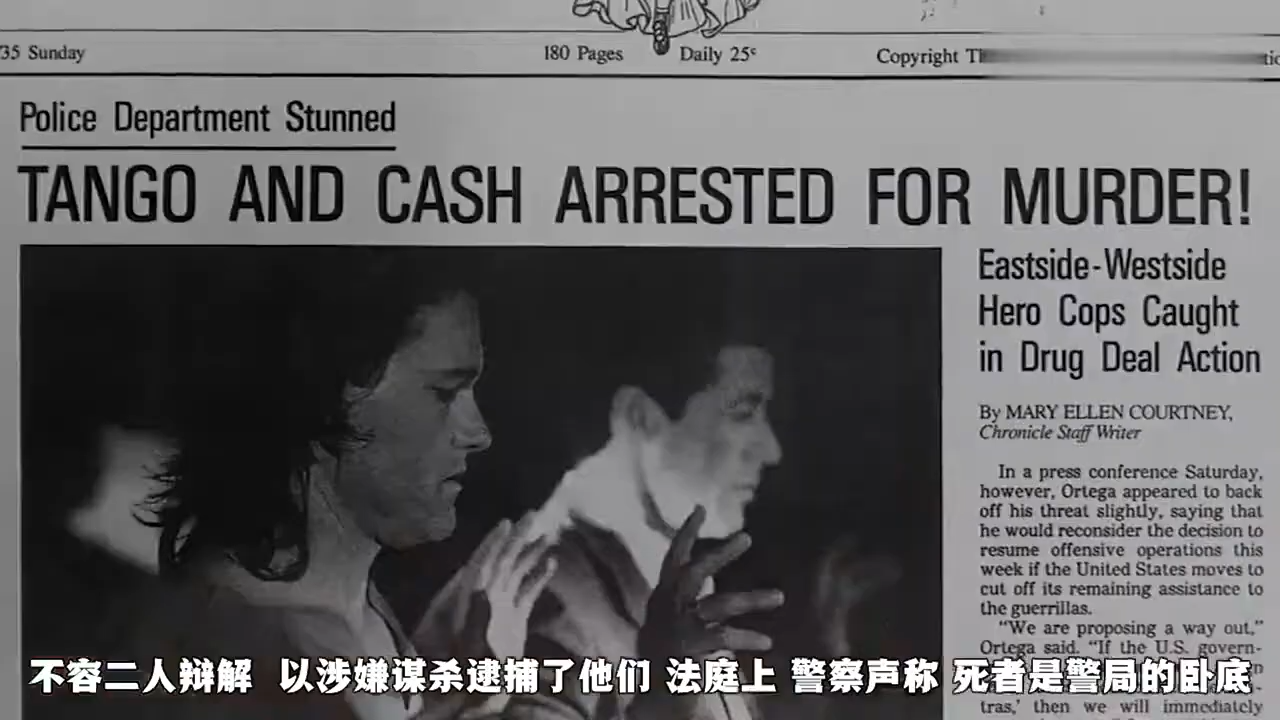 35 Sunday
180 Pages
Daily 25¢
Copyright
Police Department Stunned
TANGO AND CASH ARRESTED FOR MURDER!
Eastside-Westside
Hero Cops Caught
in Drug Deal Action
By MARY ELLEN COURTNEY,
Chronicle Staff Writer
In a press conference Saturday,
however, Ortega appeared to back
off his threat slightly, saying that
he would reconsider the decision to
resume offensive operations this
week if the United States moves to
cut off its remaining assistance to
the guerrillas.
“We are proposing a way out,”
Ortega said. “If the U.S. govern-
tras,' then we will immediately
不容二人辩解 以涉嫌谋杀逮捕了他们 法庭上 警察声称 死者是警局的卧底